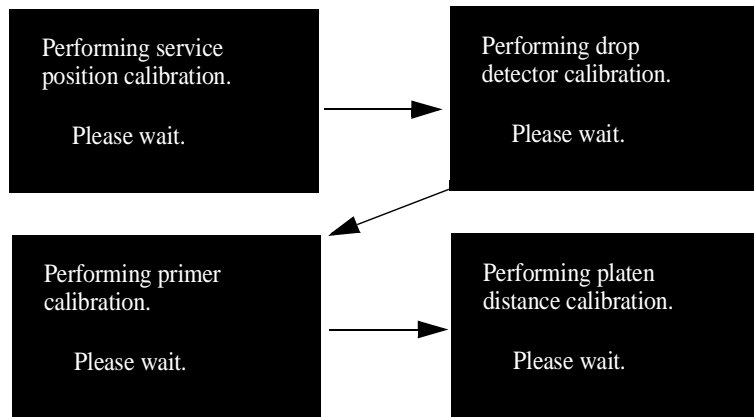 Performing service
position calibration.
Please wait.
Performing drop
detector calibration.
Please wait.
Performing primer
calibration.
Please wait.
Performing platen
distance calibration.
Please wait.